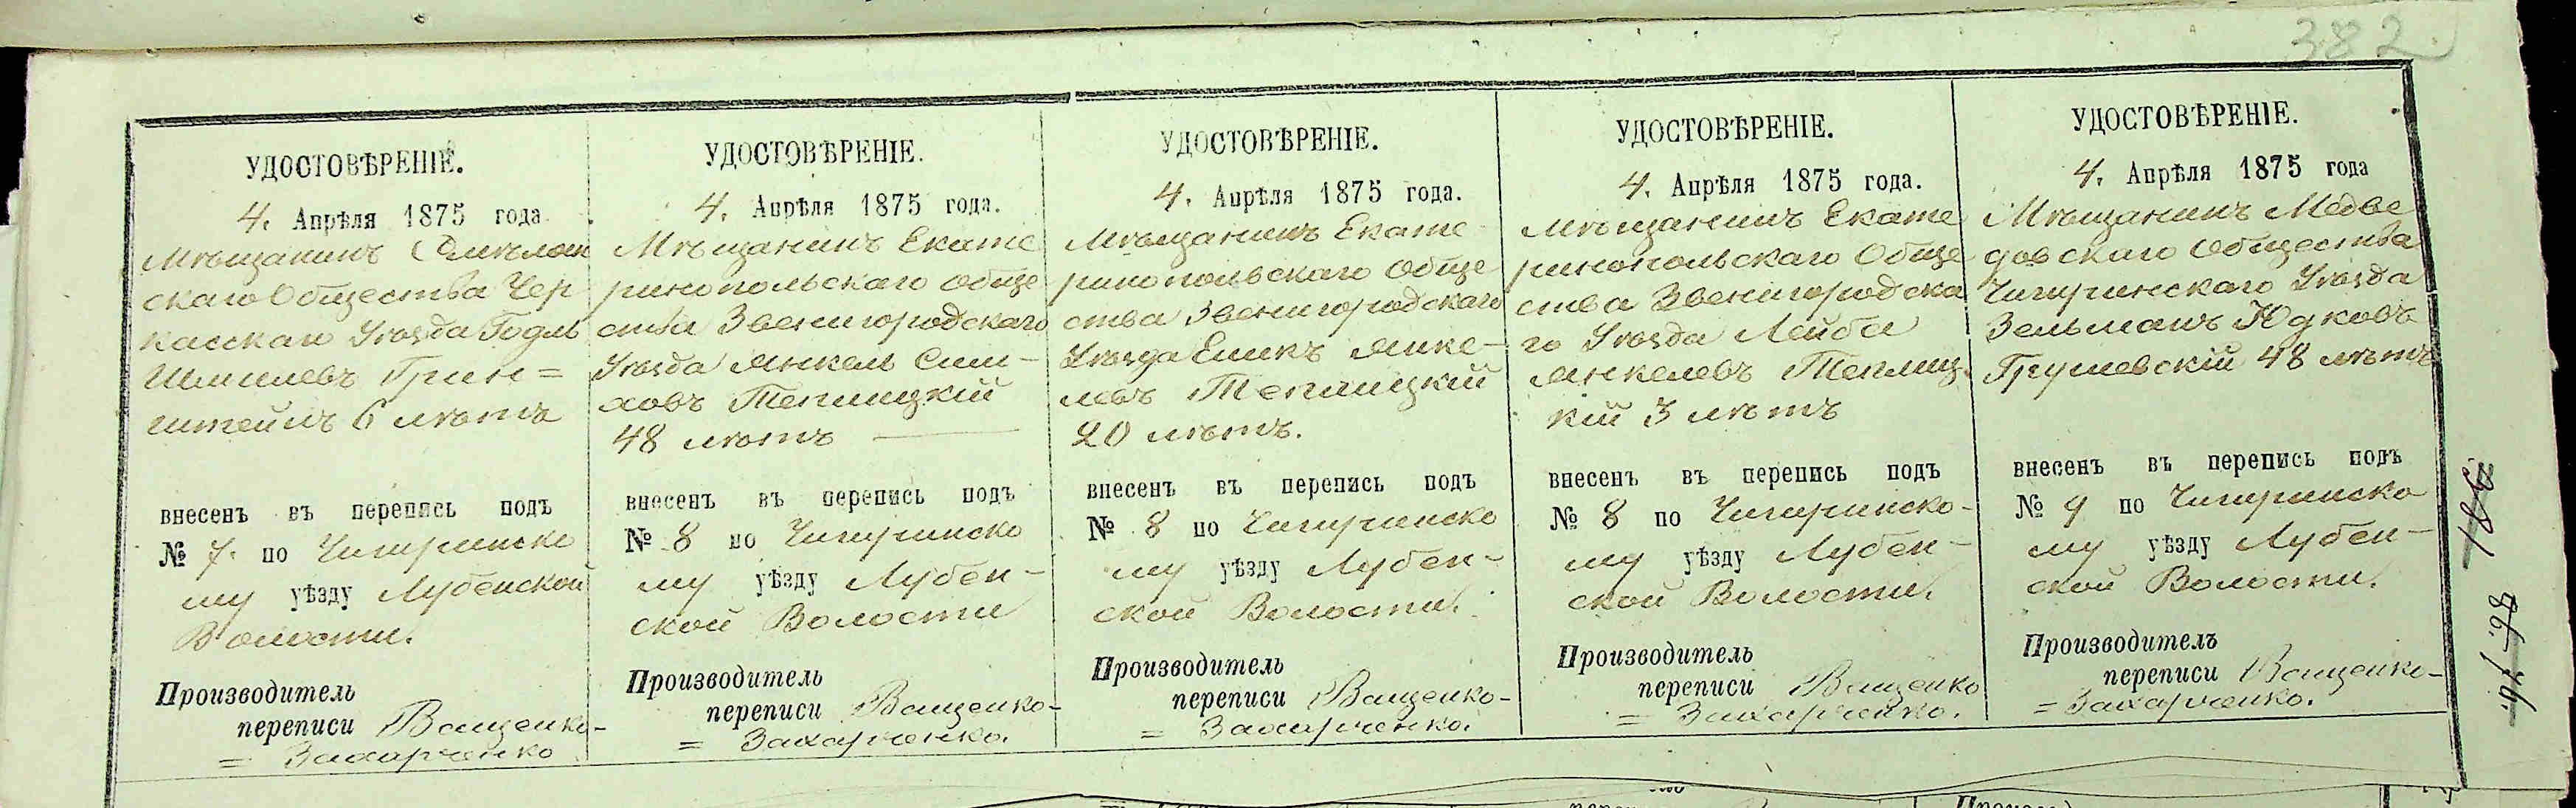 382
УДОСТОВѢРЕНІЕ.
4. Апрѣля 1875 года
Мѣщанинъ Смѣлян
скаго Общества Чер
касскаго Уѣзда Годль
Шмилевъ Грин=
штейнъ 6 лѣтъ
внесенъ въ перепись подъ
№ 7. по Чигиринско
му уѣзду Лубенской
Волости.
Производитель
переписи Ващенко-
= Захарченко
УДОСТОВѢРЕНІЕ.
4. Апрѣля 1875 года.
Мѣщанинъ Екате
ринопольскаго обще
ства Звенигородскаго
Уѣзда Янкель Сим-
ховъ Теплицкій
48 лѣтъ
внесенъ въ перепись подъ
№ 8 по Чигиринско
му уѣзду Лубен-
ской Волости
Производитель
переписи Ващенко-
= Захарченко.
УДОСТОВѢРЕНІЕ.
4. Апрѣля 1875 года.
Мѣщанинъ Екате
ринопольскаго обще
ства Звенигородскаго
Уѣзда Ешикъ Янке-
левъ Теплицкій
20 лѣтъ.
внесенъ въ перепись подъ
№ 8 по Чигиринско
му уѣзду Лубен-
ской Волости.
Производитель
переписи Ващенко-
= Захарченко.
УДОСТОВѢРЕНІЕ.
4. Апрѣля 1875 года.
Мѣщанинъ Екате
ринопольскаго Обще
ства Звенигородска
го Уѣзда Лейба
Янкелевъ Теплиц
кій 3 лѣтъ
внесенъ въ перепись подъ
№ 8 по Чигиринско-
му уѣзду Лубен-
ской Волости.
Производитель
переписи Ващенко
= Захарченко.
УДОСТОВѢРЕНІЕ.
4. Апрѣля 1875 года
Мѣщанинъ Медве
довскаго Общества
Чигиринскаго Уѣзда
Зельманъ Юдковъ
Грушевскій 48 лѣтъ
внесенъ въ перепись подъ
№ 9 по Чигиринско
му уѣзду Лубен-
ской Волости.
Производитель
переписи Ващенко-
= Захарченко.